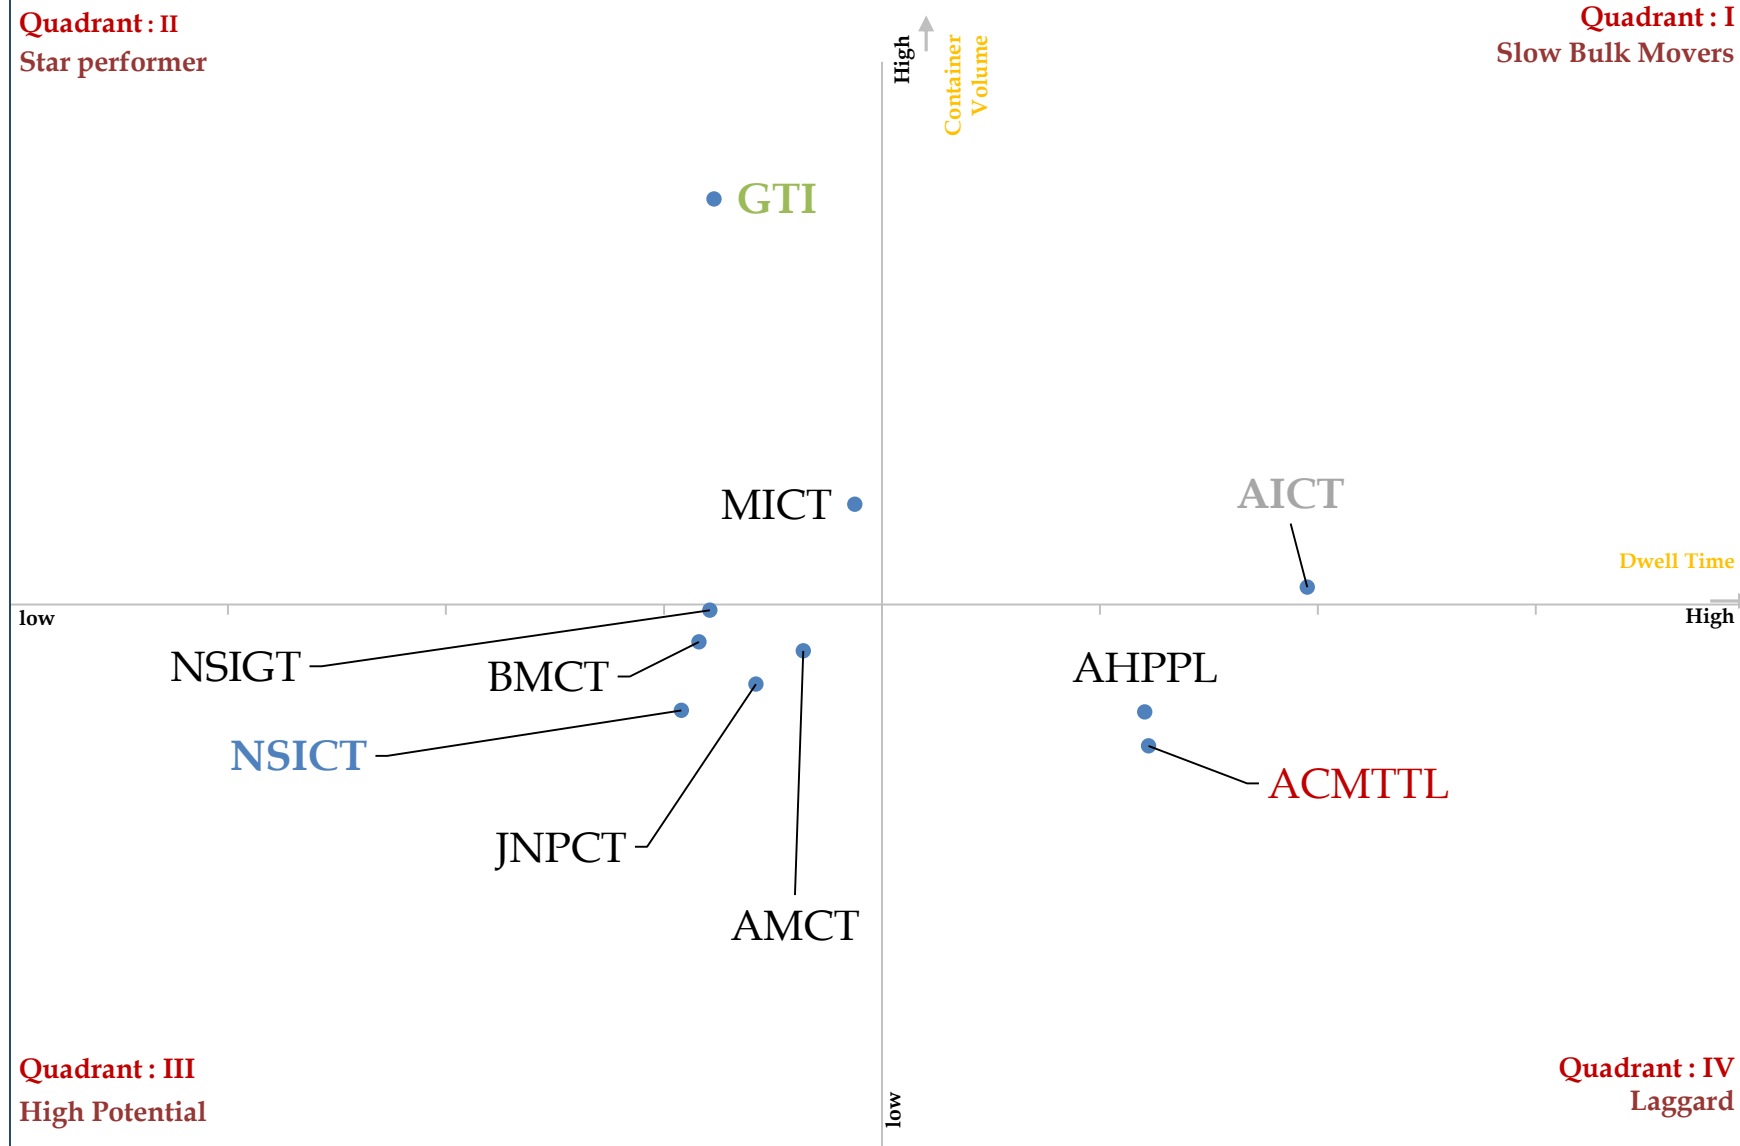 Quadrant : II
Star performer
Quadrant : I
Slow Bulk Movers
High
Container
Volume
GTI
MICT
AICT
Dwell Time
low
High
NSIGT
BMCT
AHPPL
NSICT
ACMTTL
JNPCT
AMCT
Quadrant : III
High Potential
low
Quadrant : IV
Laggard